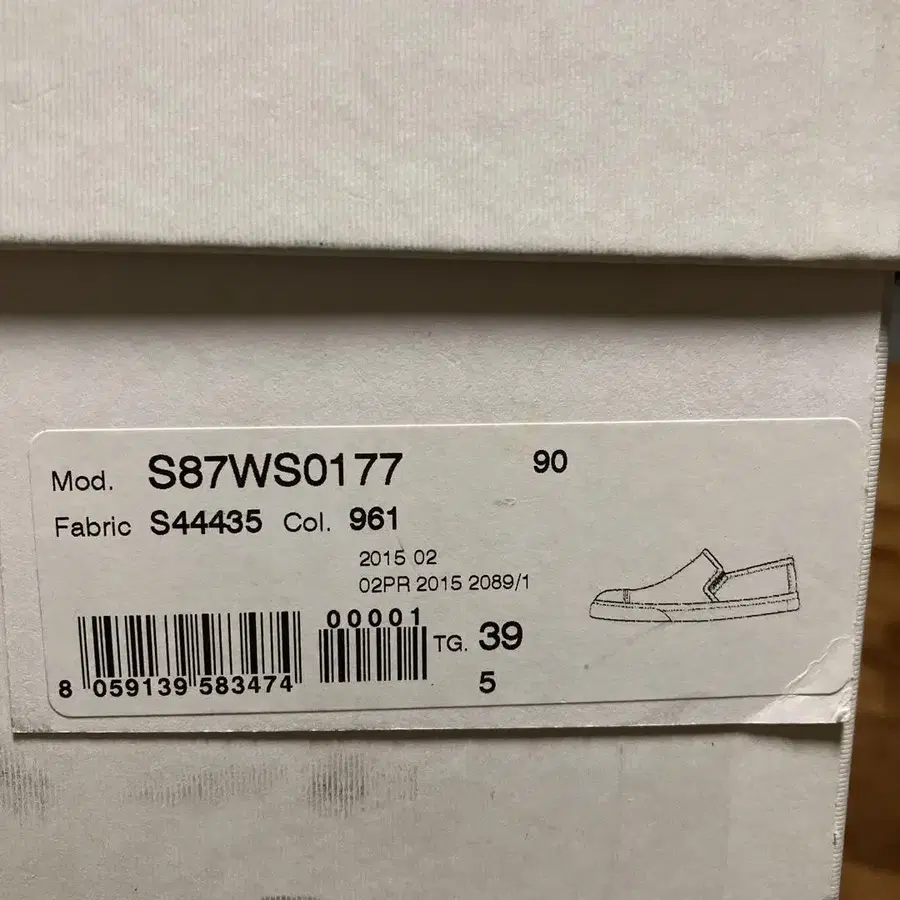 Mod. S87WS0177 90
Fabric S44435 Col. 961
2015 02
02PR 2015 2089/1
00001
TG. 39
8 059139 583474
5